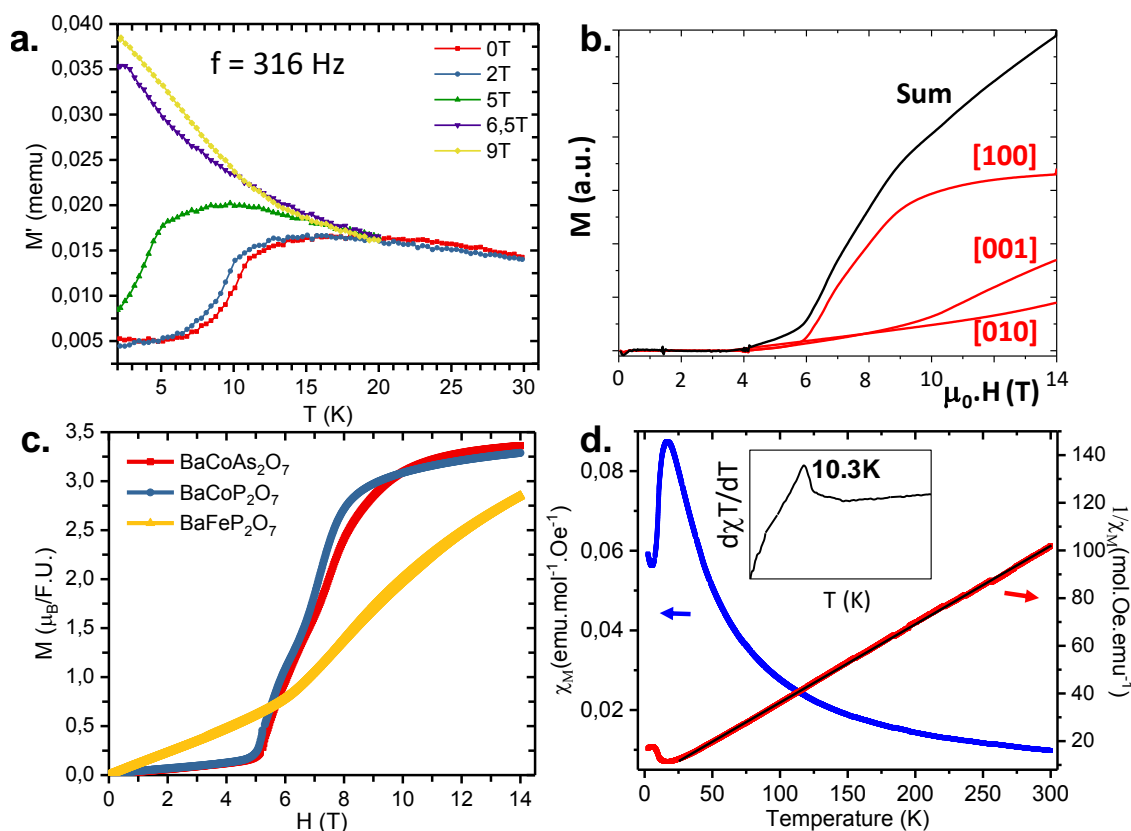 a.
f = 316 Hz
0T
2T
5T
6,5T
9T
0,040
0,035
0,030
0,025
0,020
0,015
0,010
0,005
M' (memu)
5 10 15 20 25 30
T (K)
b.
Sum
[100]
[001]
[010]
M (a.u.)
0 2 4 6 8 10 14
μ₀.H (T)
c.
BaCoAs₂O₇
BaCoP₂O₇
BaFeP₂O₇
3,5
3,0
2,5
2,0
1,5
1,0
0,5
0,0
M (μB/F.U.)
0 2 4 6 8 10 12 14
H (T)
d.
10.3K
dχT/dT
T (K)
0,08
0,06
0,04
0,02
χM(emu.mol⁻¹.Oe⁻¹)
140
120
100
80
60
40
20
1/χM(mol.Oe.emu⁻¹)
0 50 100 150 200 250 300
Temperature (K)